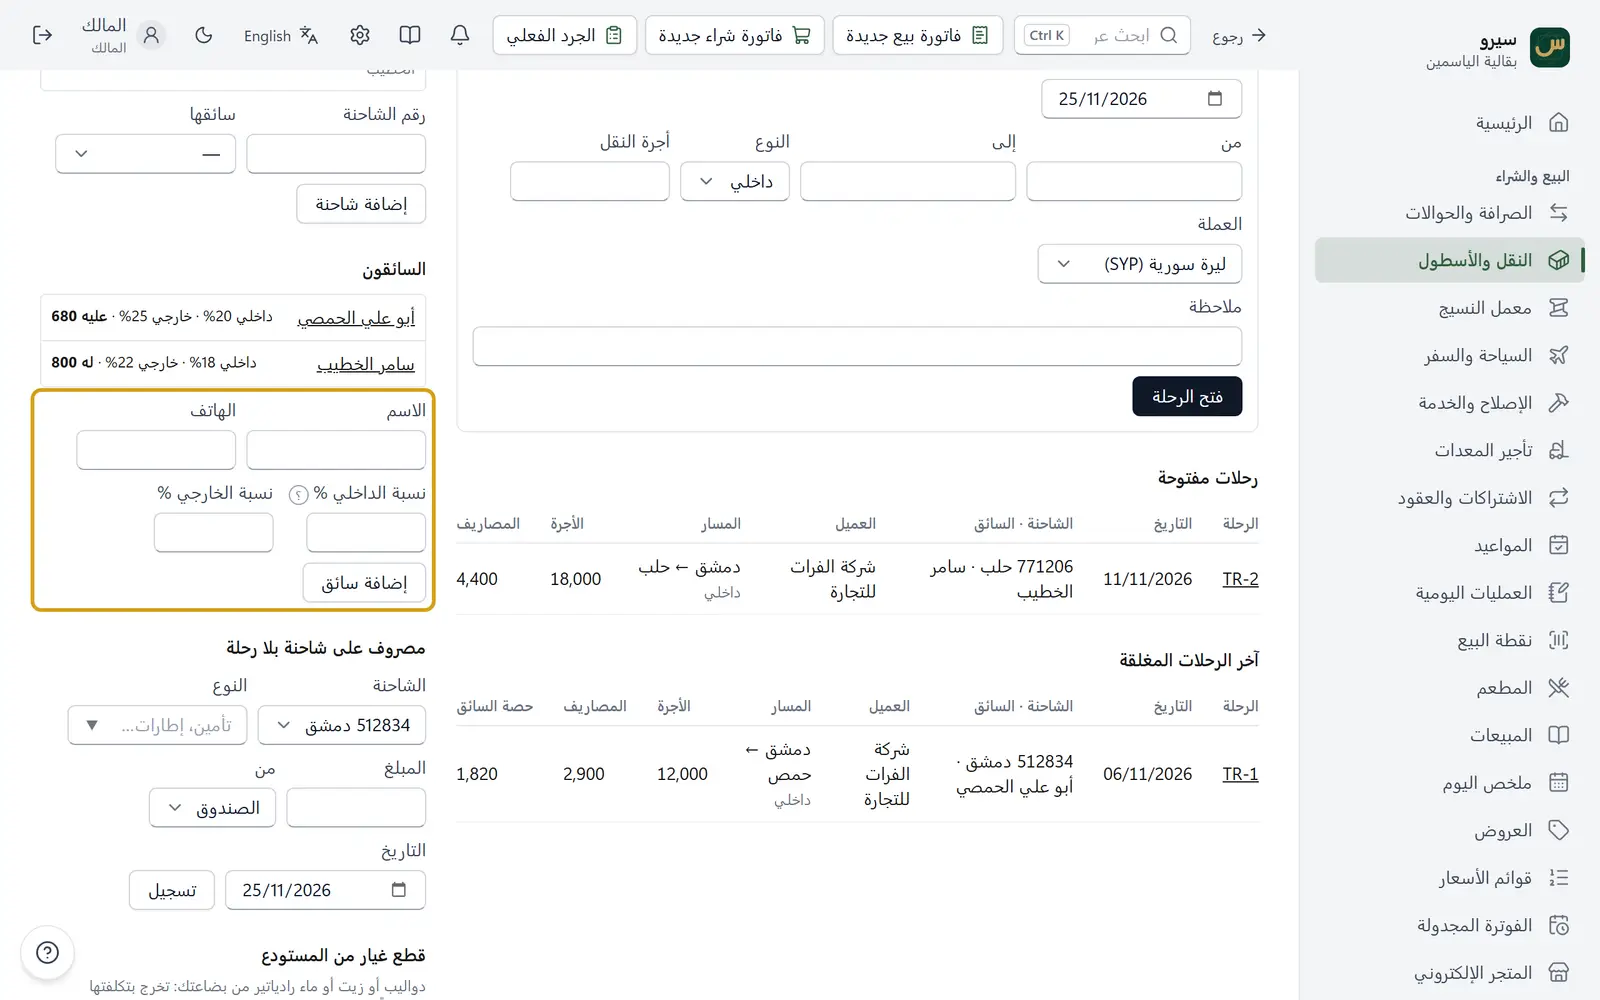 سيرو
بقالية الياسمين
رجوع
ابحث عن
Ctrl K
فاتورة بيع جديدة
فاتورة شراء جديدة
الجرد الفعلي
English
المالك
المالك
الرئيسية
البيع والشراء
الصرافة والحوالات
النقل والأسطول
معمل النسيج
السياحة والسفر
الإصلاح والخدمة
تأجير المعدات
الاشتراكات والعقود
المواعيد
العمليات اليومية
نقطة البيع
المطعم
المبيعات
ملخص اليوم
العروض
قوائم الأسعار
الفوترة المجدولة
المتجر الإلكتروني
25/11/2026
من
إلى
النوع
أجرة النقل
داخلي
العملة
ليرة سورية (SYP)
ملاحظة
فتح الرحلة
رحلات مفتوحة
الرحلة
التاريخ
الشاحنة · السائق
العميل
المسار
الأجرة
المصاريف
TR-2
11/11/2026
771206 حلب · سامر
الخطيب
شركة الفرات
للتجارة
دمشق ← حلب
داخلي
18,000
4,400
آخر الرحلات المغلقة
الرحلة
التاريخ
الشاحنة · السائق
العميل
المسار
الأجرة
المصاريف
حصة السائق
TR-1
06/11/2026
512834 دمشق ·
أبو علي الحمصي
شركة
الفرات
للتجارة
دمشق ←
حمص
داخلي
12,000
2,900
1,820
الخطيب
رقم الشاحنة
سائقها
—
إضافة شاحنة
السائقون
أبو علي الحمصي
داخلي 20% · خارجي 25% · عليه 680
سامر الخطيب
داخلي 18% · خارجي 22% · له 800
الاسم
الهاتف
نسبة الداخلي %
؟
نسبة الخارجي %
إضافة سائق
مصروف على شاحنة بلا رحلة
الشاحنة
النوع
512834 دمشق
تأمين، إطارات...
المبلغ
من
الصندوق
التاريخ
25/11/2026
تسجيل
قطع غيار من المستودع
دواليب أو زيت أو ماء رادياتير من بضاعتك: تخرج بتكلفتها